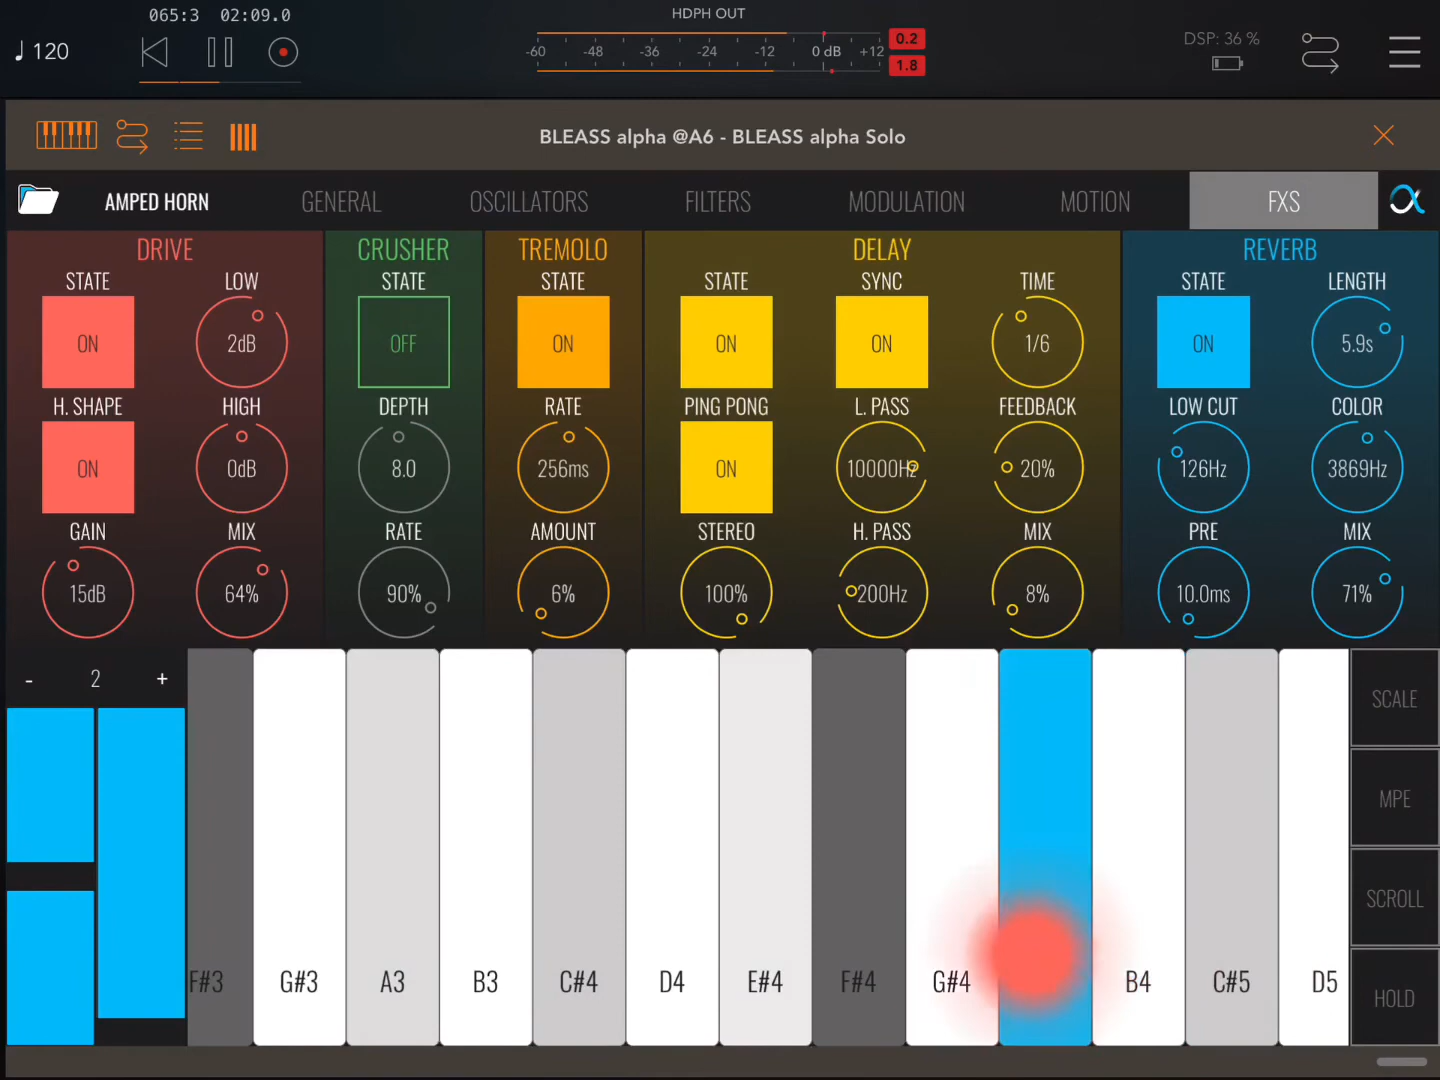 065:3 02:09.0
HDPH OUT
♩ 120
-60 -48 -36 -24 -12 0 dB +12
0.2
1.8
DSP: 36 %
BLEASS alpha @A6 - BLEASS alpha Solo
AMPED HORN GENERAL OSCILLATORS FILTERS MODULATION MOTION FXS
DRIVE CRUSHER TREMOLO DELAY REVERB
STATE LOW STATE STATE STATE SYNC TIME STATE LENGTH
ON 2dB OFF ON ON ON 1/6 ON 5.9s
H. SHAPE HIGH DEPTH RATE PING PONG L. PASS FEEDBACK LOW CUT COLOR
ON 0dB 8.0 256ms ON 10000Hz 20% 126Hz 3869Hz
GAIN MIX RATE AMOUNT STEREO H. PASS MIX PRE MIX
15dB 64% 90% 6% 100% 200Hz 8% 10.0ms 71%
- 2 +
SCALE
MPE
SCROLL
HOLD
F#3 G#3 A3 B3 C#4 D4 E#4 F#4 G#4 B4 C#5 D5